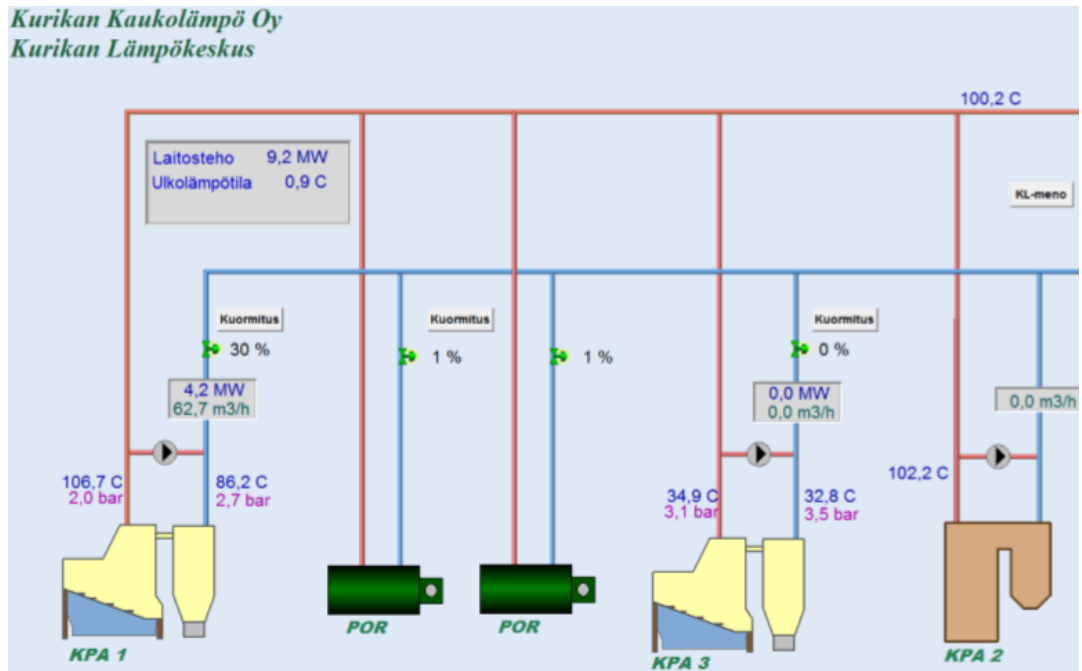 Kurikan Kaukolämpö Oy
Kurikan Lämpökeskus
100,2 C
Laitosteho 9,2 MW
Ulkolämpötila 0,9 C
KL-meno
Kuormitus
30 %
Kuormitus
1 %
1 %
Kuormitus
0 %
4,2 MW
62,7 m3/h
0,0 MW
0,0 m3/h
0,0 m3/h
106,7 C
2,0 bar
86,2 C
2,7 bar
34,9 C
3,1 bar
32,8 C
3,5 bar
102,2 C
KPA 1
POR
POR
KPA 3
KPA 2